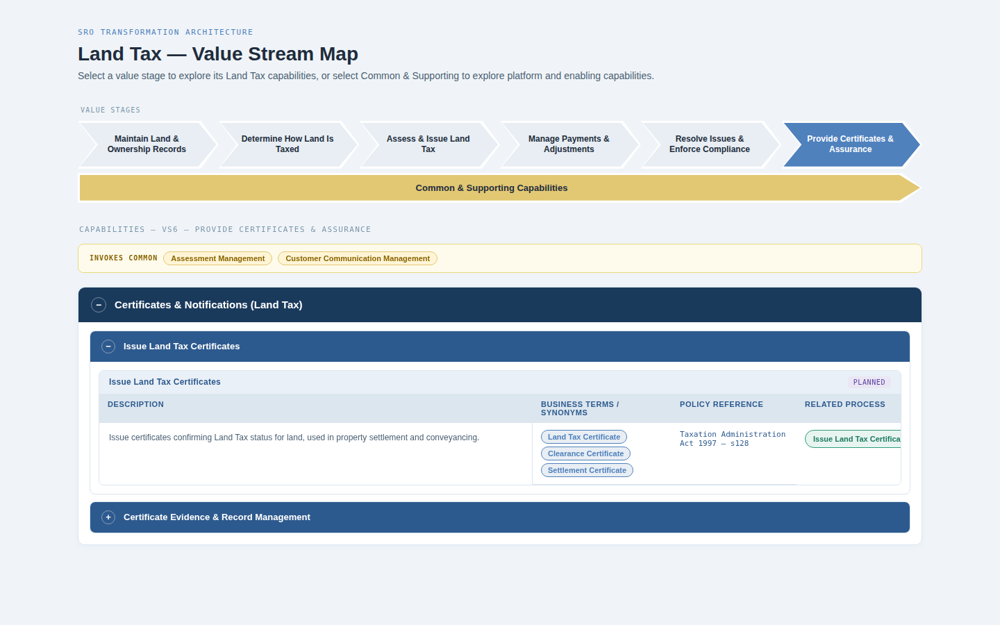 SRO TRANSFORMATION ARCHITECTURE
Land Tax — Value Stream Map
Select a value stage to explore its Land Tax capabilities, or select Common & Supporting to explore platform and enabling capabilities.
VALUE STAGES
Maintain Land &
Ownership Records
Determine How Land Is
Taxed
Assess & Issue Land
Tax
Manage Payments &
Adjustments
Resolve Issues &
Enforce Compliance
Provide Certificates &
Assurance
Common & Supporting Capabilities
CAPABILITIES — VS6 — PROVIDE CERTIFICATES & ASSURANCE
INVOKES COMMON Assessment Management Customer Communication Management
− Certificates & Notifications (Land Tax)
− Issue Land Tax Certificates
Issue Land Tax Certificates PLANNED
DESCRIPTION
BUSINESS TERMS /
SYNONYMS
POLICY REFERENCE
RELATED PROCESS
Issue certificates confirming Land Tax status for land, used in property settlement and conveyancing.
Land Tax Certificate
Clearance Certificate
Settlement Certificate
Taxation Administration
Act 1997 — s128
Issue Land Tax Certifica
+ Certificate Evidence & Record Management